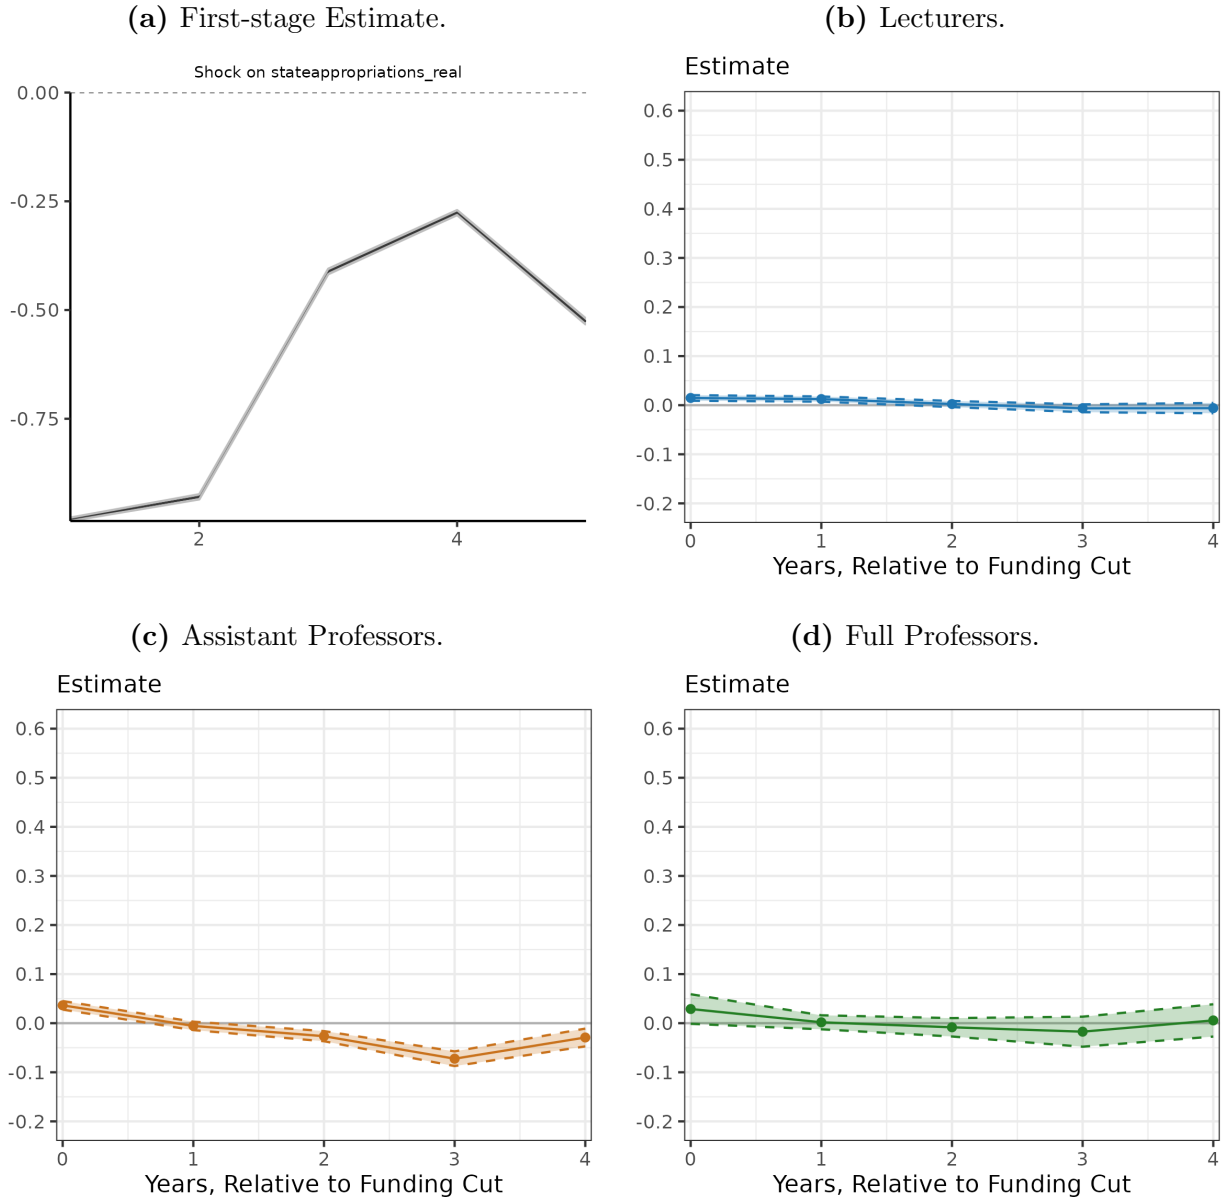 (a) First-stage Estimate.
Shock on stateappropriations_real
0.00
-0.25
-0.50
-0.75
2 4
(b) Lecturers.
Estimate
0.6
0.5
0.4
0.3
0.2
0.1
0.0
-0.1
-0.2
0 1 2 3 4
Years, Relative to Funding Cut
(c) Assistant Professors.
Estimate
0.6
0.5
0.4
0.3
0.2
0.1
0.0
-0.1
-0.2
0 1 2 3 4
Years, Relative to Funding Cut
(d) Full Professors.
Estimate
0.6
0.5
0.4
0.3
0.2
0.1
0.0
-0.1
-0.2
0 1 2 3 4
Years, Relative to Funding Cut